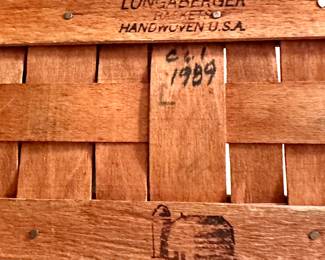 LONGABERGER
BASKETS
HANDWOVEN U.S.A.
1989